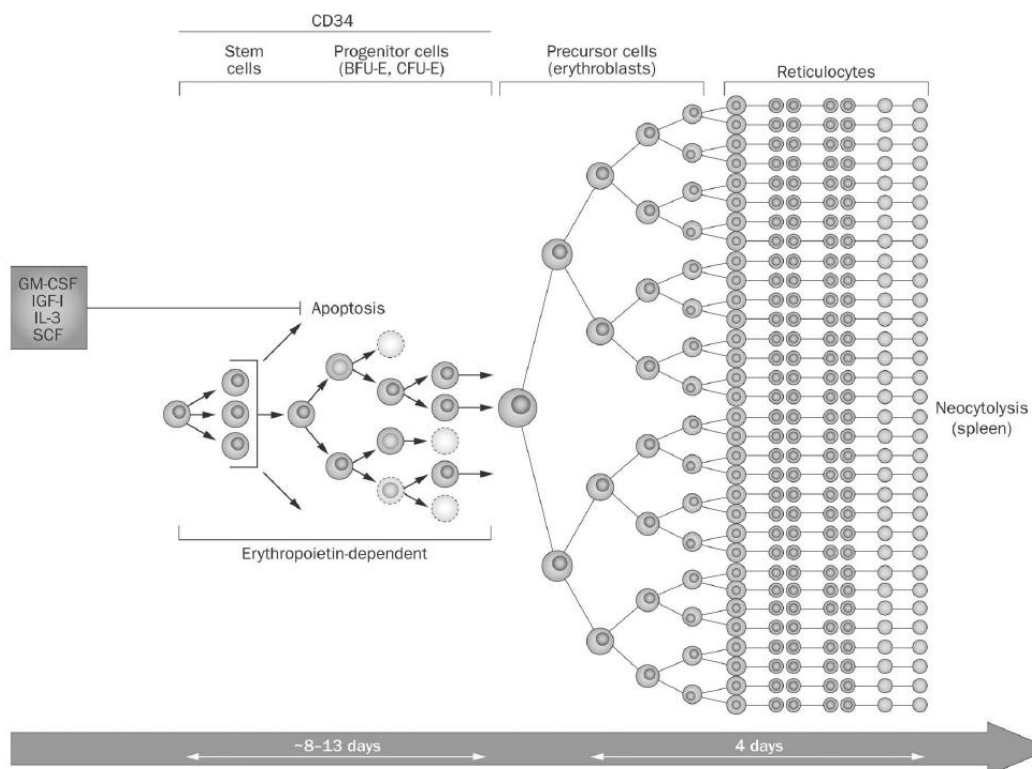 CD34
Stem
cells
Progenitor cells
(BFU-E, CFU-E)
Precursor cells
(erythroblasts)
Reticulocytes
GM-CSF
IGF-I
IL-3
SCF
Apoptosis
Neocytolysis
(spleen)
Erythropoietin-dependent
~8–13 days
4 days